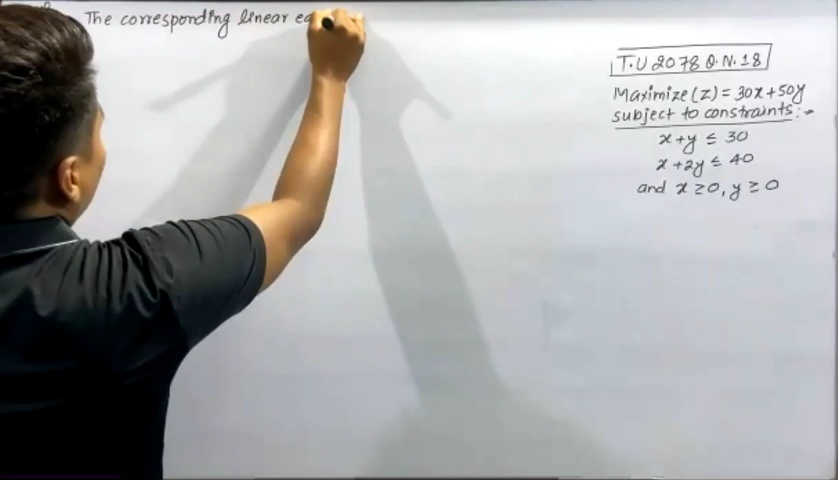 The corresponding linear
T.U 2078 Q.N.18
Maximize (Z) = 30x+50y
subject to constraints:-
x+y ≤ 30
x+2y ≤ 40
and x ≥0, y ≥ 0